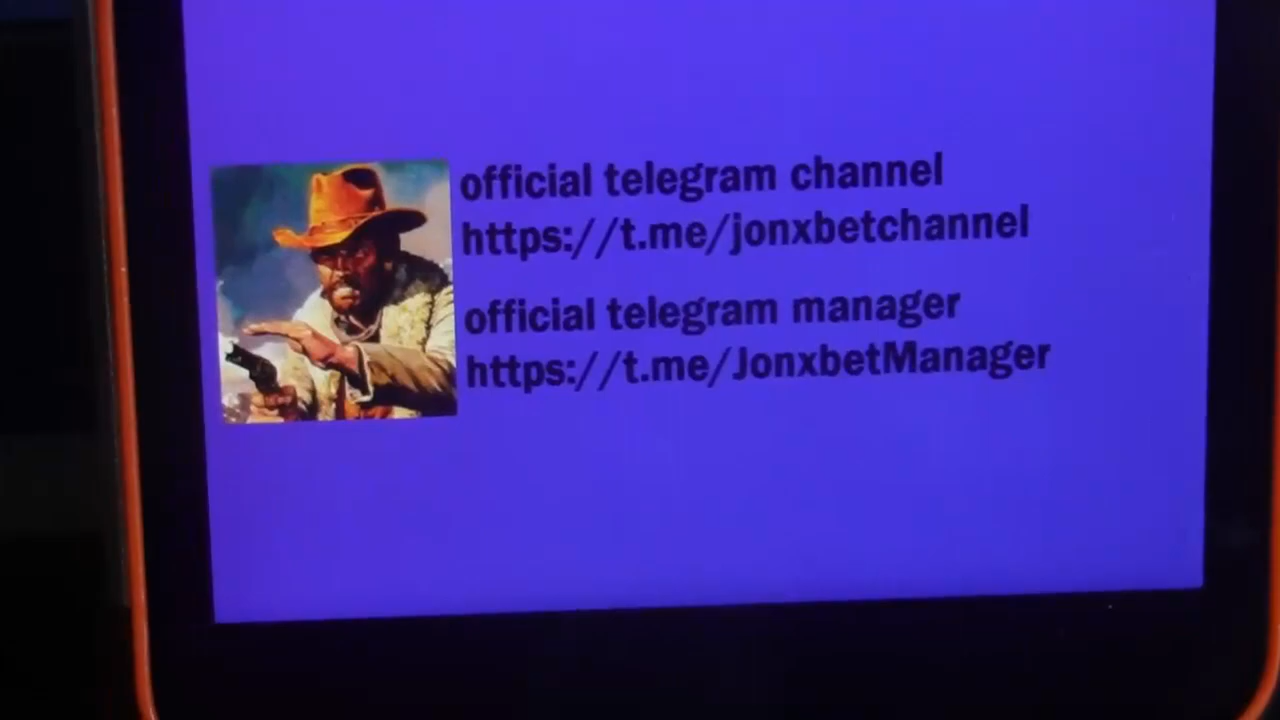 official telegram channel
https://t.me/jonxbetchannel
official telegram manager
https://t.me/JonxbetManager